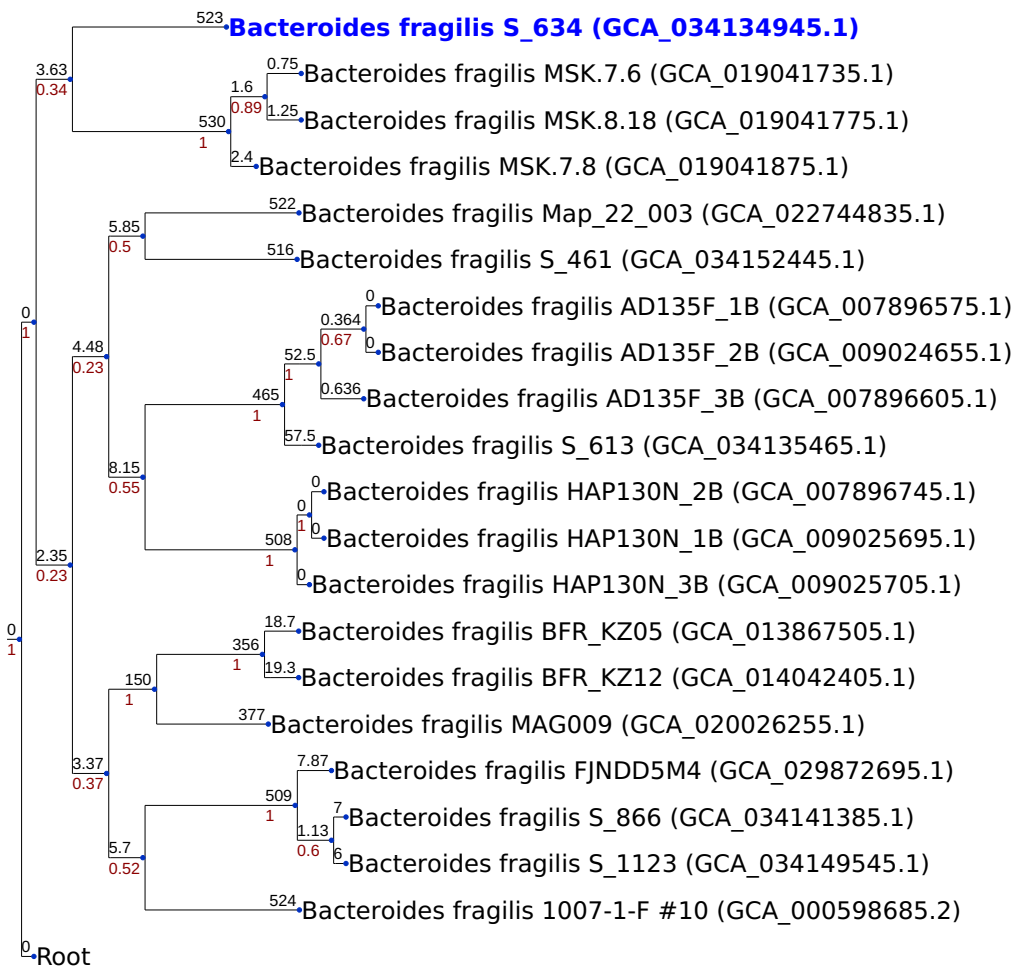 523
Bacteroides fragilis S_634 (GCA_034134945.1)
3.63
0.34
0.75
Bacteroides fragilis MSK.7.6 (GCA_019041735.1)
1.6
0.89
1.25
Bacteroides fragilis MSK.8.18 (GCA_019041775.1)
530
1
2.4
Bacteroides fragilis MSK.7.8 (GCA_019041875.1)
522
Bacteroides fragilis Map_22_003 (GCA_022744835.1)
5.85
0.5
516
Bacteroides fragilis S_461 (GCA_034152445.1)
0
Bacteroides fragilis AD135F_1B (GCA_007896575.1)
0
1
0.364
0.67
0
Bacteroides fragilis AD135F_2B (GCA_009024655.1)
4.48
0.23
52.5
1
0.636
Bacteroides fragilis AD135F_3B (GCA_007896605.1)
465
1
57.5
Bacteroides fragilis S_613 (GCA_034135465.1)
8.15
0.55
0
Bacteroides fragilis HAP130N_2B (GCA_007896745.1)
0
1
0
Bacteroides fragilis HAP130N_1B (GCA_009025695.1)
508
1
2.35
0.23
0
Bacteroides fragilis HAP130N_3B (GCA_009025705.1)
0
1
18.7
Bacteroides fragilis BFR_KZ05 (GCA_013867505.1)
356
1
19.3
Bacteroides fragilis BFR_KZ12 (GCA_014042405.1)
150
1
377
Bacteroides fragilis MAG009 (GCA_020026255.1)
3.37
0.37
7.87
Bacteroides fragilis FJNDD5M4 (GCA_029872695.1)
509
1
7
Bacteroides fragilis S_866 (GCA_034141385.1)
1.13
0.6
6
Bacteroides fragilis S_1123 (GCA_034149545.1)
5.7
0.52
524
Bacteroides fragilis 1007-1-F #10 (GCA_000598685.2)
0
Root